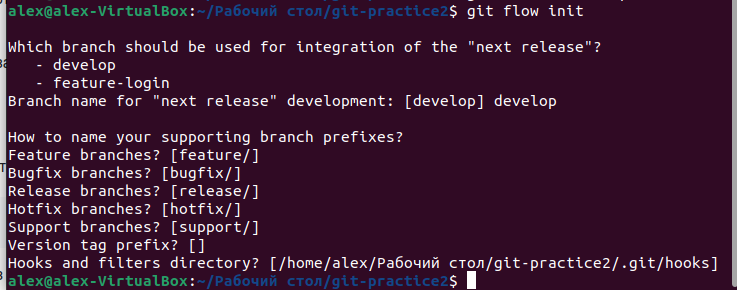 alex@alex-VirtualBox:~/Рабочий стол/git-practice2$ git flow init
Which branch should be used for integration of the "next release"?
- develop
- feature-login
Branch name for "next release" development: [develop] develop
How to name your supporting branch prefixes?
Feature branches? [feature/]
Bugfix branches? [bugfix/]
Release branches? [release/]
Hotfix branches? [hotfix/]
Support branches? [support/]
Version tag prefix? []
Hooks and filters directory? [/home/alex/Рабочий стол/git-practice2/.git/hooks]
alex@alex-VirtualBox:~/Рабочий стол/git-practice2$